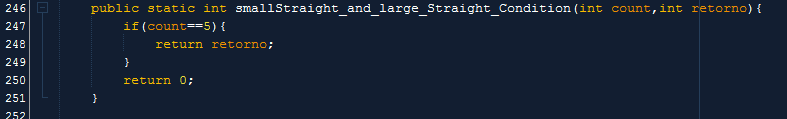 246 public static int smallStraight_and_large_Straight_Condition(int count,int retorno){
247 if(count==5){
248 return retorno;
249 }
250 return 0;
251 }
252